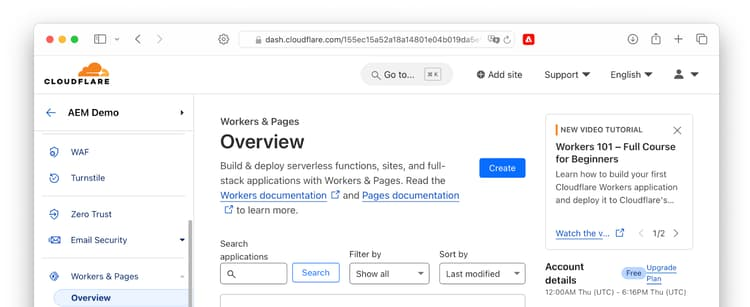 dash.cloudflare.com/155ec15a52a18a14801e04b019da5e
CLOUDFLARE
Go to... ⌘ K
Add site
Support
English
AEM Demo
WAF
Turnstile
Zero Trust
Email Security
Workers & Pages
Overview
Workers & Pages
Overview
Build & deploy serverless functions, sites, and full-
stack applications with Workers & Pages. Read the
Workers documentation and Pages documentation
to learn more.
Create
Search
applications
Search
Filter by
Show all
Sort by
Last modified
NEW VIDEO TUTORIAL
Workers 101 – Full Course
for Beginners
Learn how to build your first
Cloudflare Workers application
and deploy it to Cloudflare's...
Watch the v...
1/2
Account
details
Free
Upgrade
Plan
12:00AM Thu (UTC) - 6:16PM Thu (UTC)